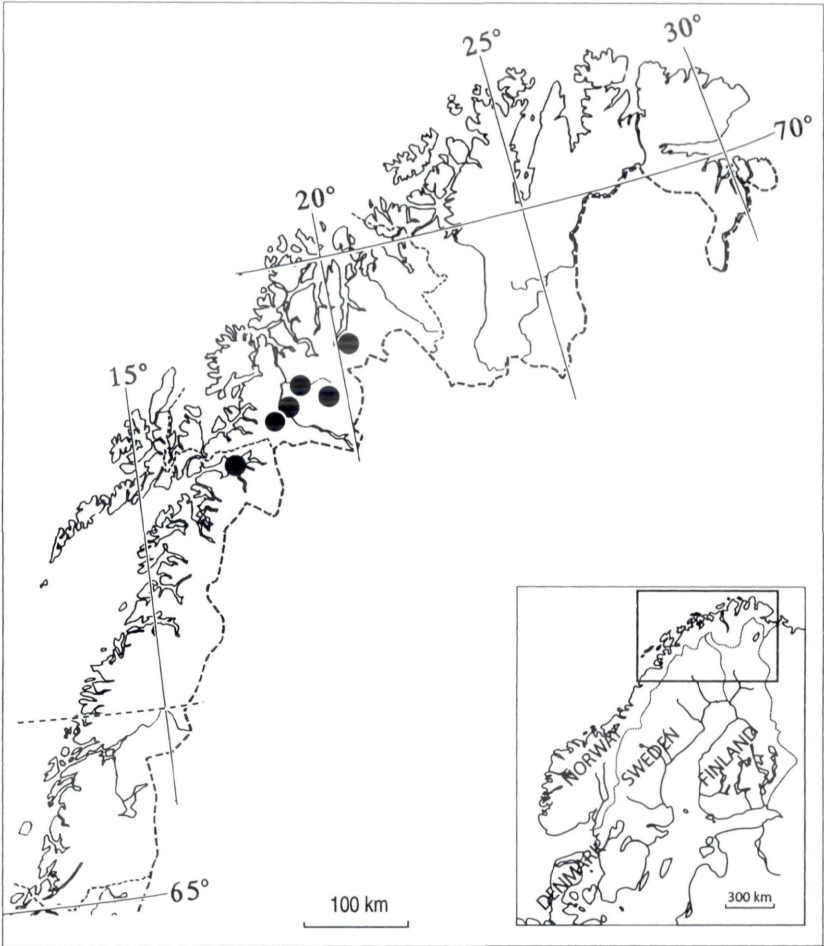 30°
25°
70°
20°
15°
NORWAY
SWEDEN
FINLAND
DENMARK
65°
100 km
300 km